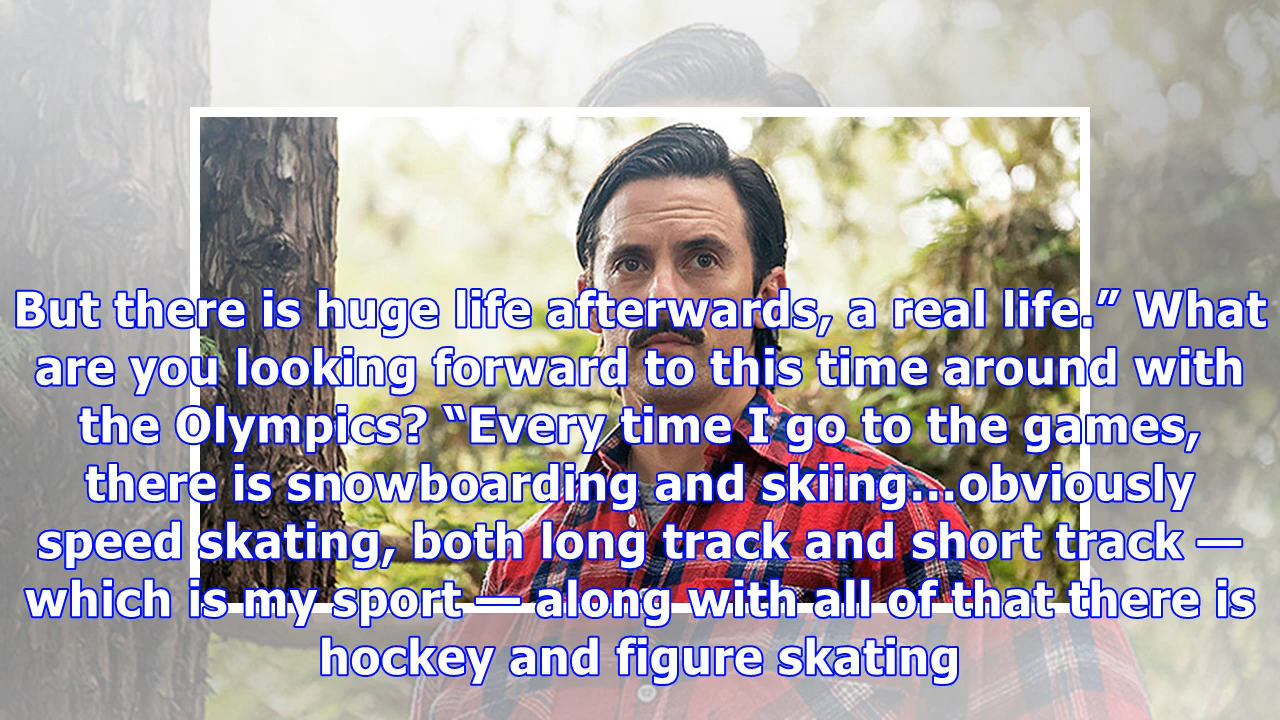 But there is huge life afterwards, a real life.” What
are you looking forward to this time around with
the Olympics? “Every time I go to the games,
there is snowboarding and skiing...obviously
speed skating, both long track and short track —
which is my sport — along with all of that there is
hockey and figure skating